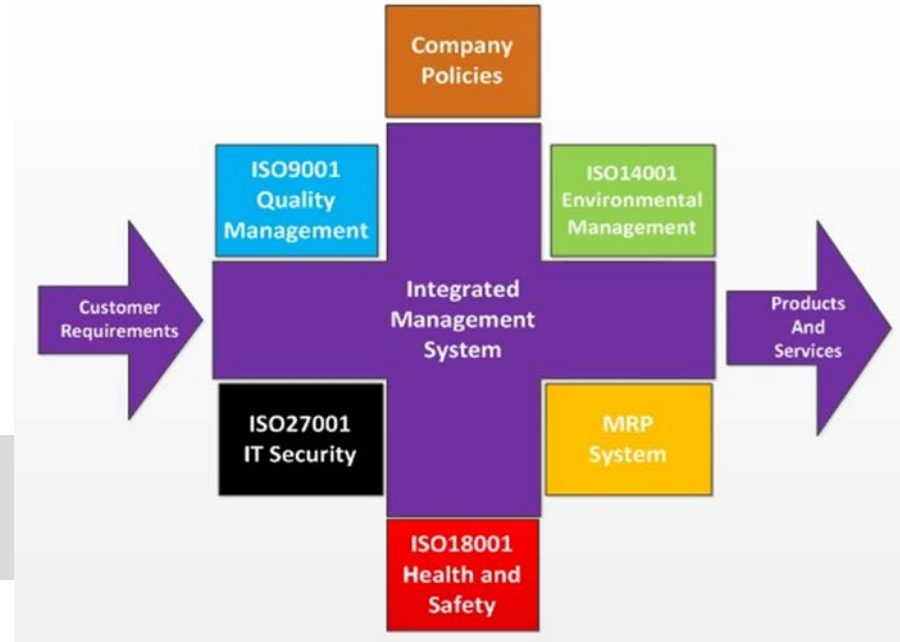 Company
Policies
ISO9001
Quality
Management
ISO14001
Environmental
Management
Customer
Requirements
Integrated
Management
System
Products
And
Services
ISO27001
IT Security
MRP
System
ISO18001
Health and
Safety